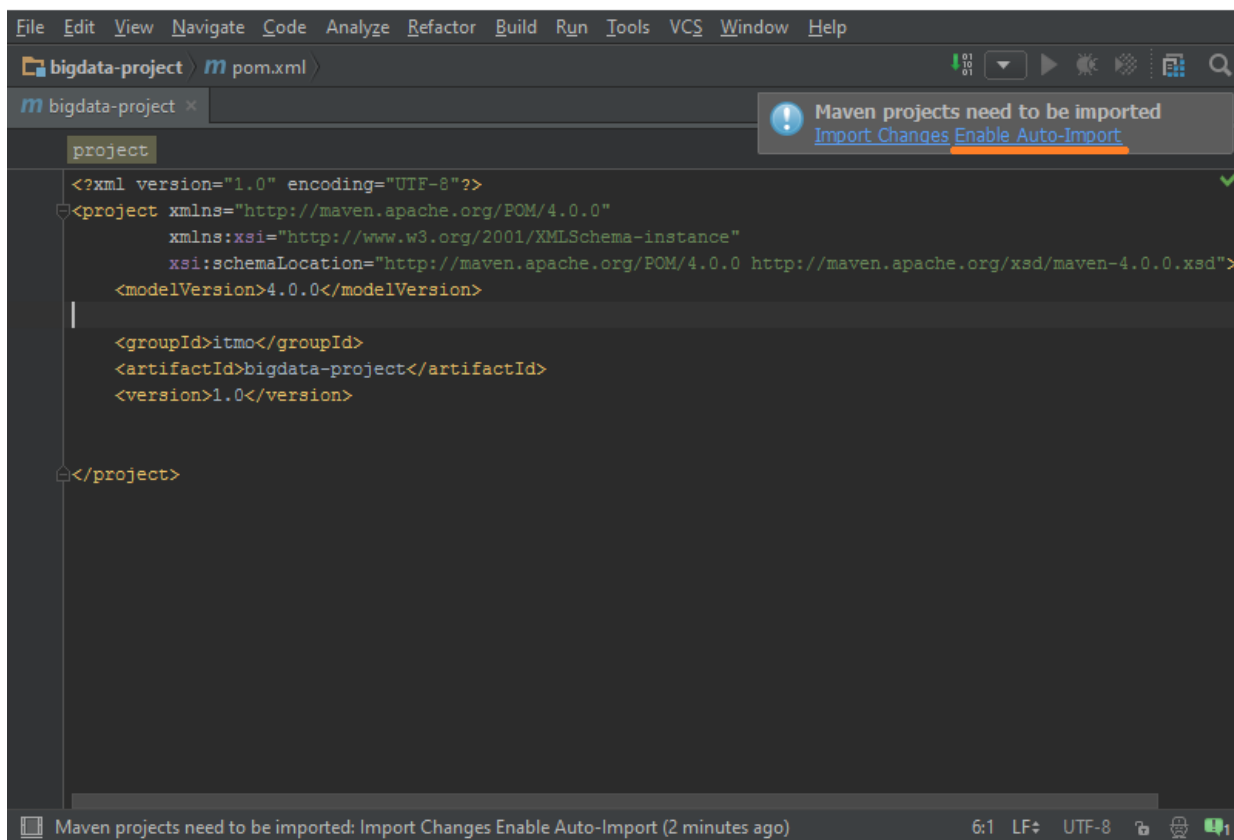 File Edit View Navigate Code Analyze Refactor Build Run Tools VCS Window Help
bigdata-project m pom.xml
m bigdata-project ×
Maven projects need to be imported
Import Changes Enable Auto-Import
project
<?xml version="1.0" encoding="UTF-8"?>
<project xmlns="http://maven.apache.org/POM/4.0.0"
xmlns:xsi="http://www.w3.org/2001/XMLSchema-instance"
xsi:schemaLocation="http://maven.apache.org/POM/4.0.0 http://maven.apache.org/xsd/maven-4.0.0.xsd">
<modelVersion>4.0.0</modelVersion>
<groupId>itmo</groupId>
<artifactId>bigdata-project</artifactId>
<version>1.0</version>
</project>
Maven projects need to be imported: Import Changes Enable Auto-Import (2 minutes ago) 6:1 LF UTF-8 1